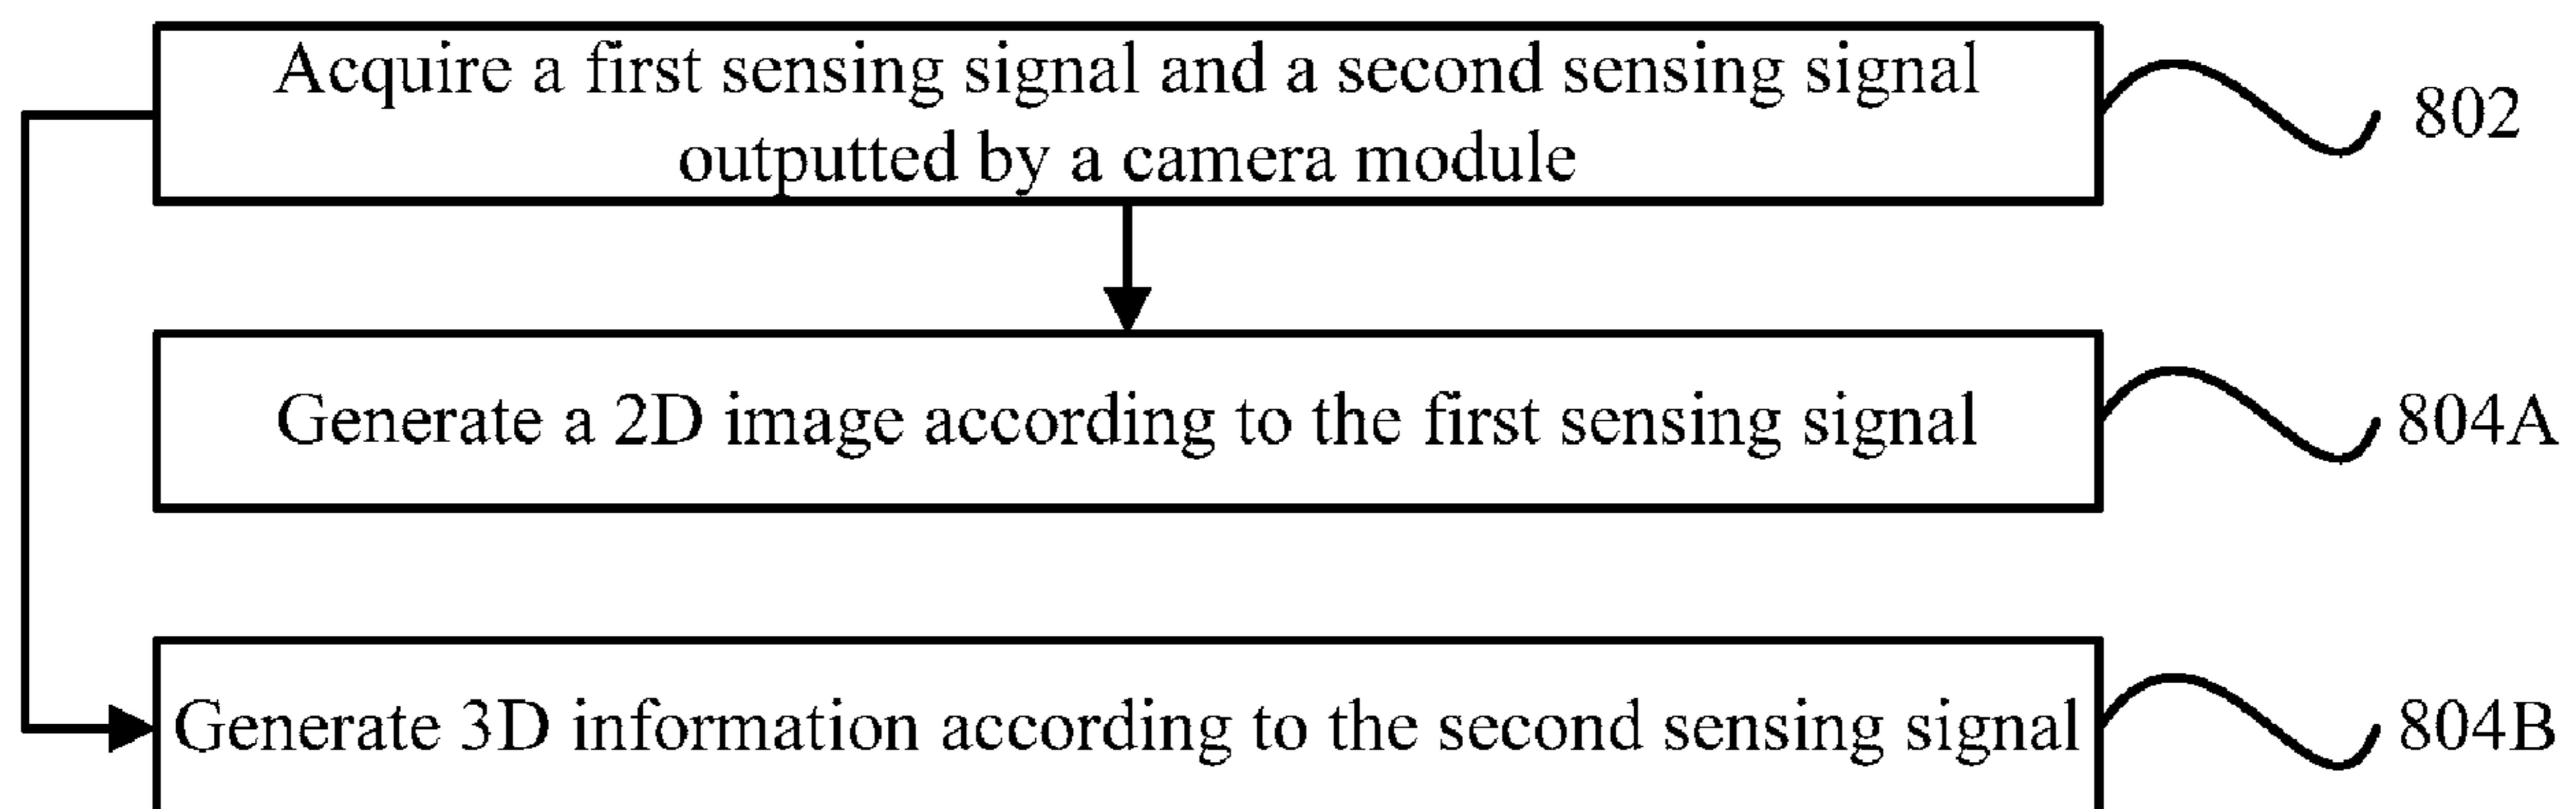 Acquire a first sensing signal and a second sensing signal
outputted by a camera module
802
Generate a 2D image according to the first sensing signal
804A
Generate 3D information according to the second sensing signal
804B